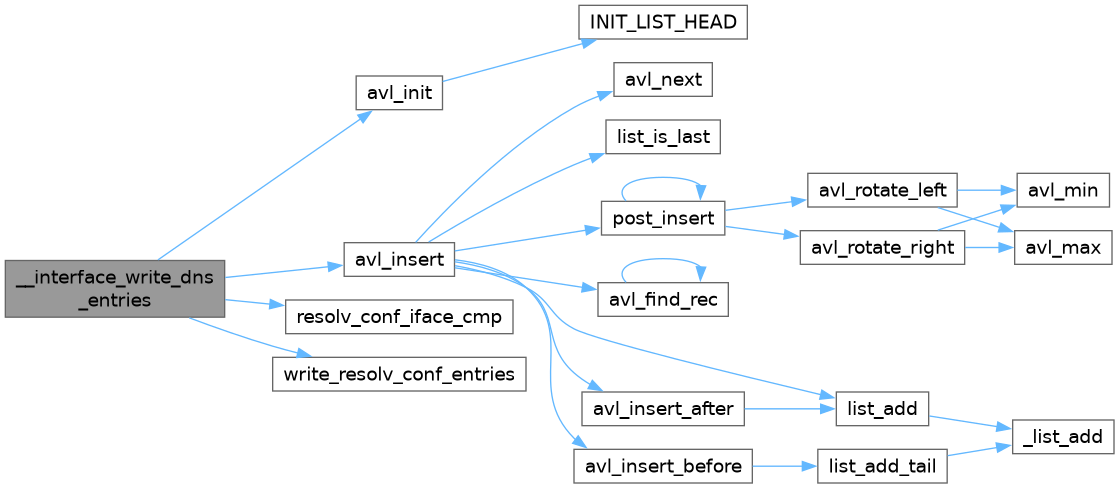 INIT_LIST_HEAD
avl_next
avl_init
list_is_last
avl_rotate_left
avl_min
post_insert
avl_rotate_right
avl_max
avl_insert
__interface_write_dns
_entries
avl_find_rec
resolv_conf_iface_cmp
write_resolv_conf_entries
avl_insert_after
list_add
_list_add
avl_insert_before
list_add_tail